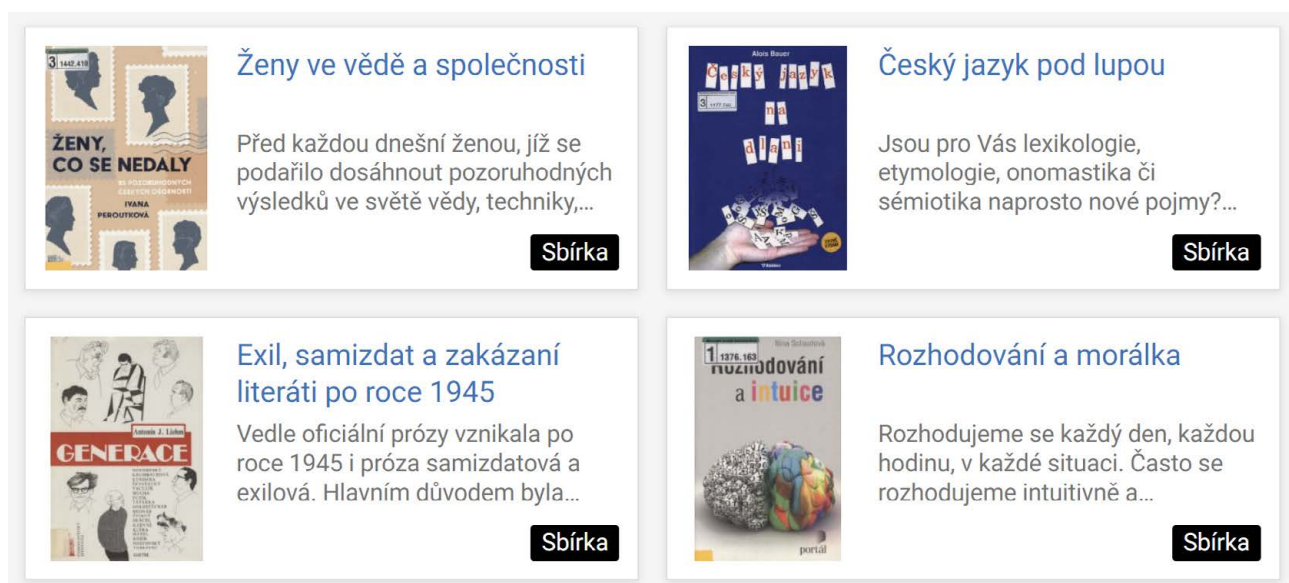 3 1442.410
ŽENY,
CO SE NEDALY
85 POZORUHODNÝCH
ČESKÝCH OSOBNOSTÍ
IVANA
PEROUTKOVÁ
Ženy ve vědě a společnosti
Před každou dnešní ženou, jíž se
podařilo dosáhnout pozoruhodných
výsledků ve světě vědy, techniky,...
Sbírka
Alois Bauer
Český jazyk
na
dlani
Český jazyk pod lupou
Jsou pro Vás lexikologie,
etymologie, onomastika či
sémiotika naprosto nové pojmy?...
Sbírka
Antonín J. Liehm
GENERACE
Exil, samizdat a zakázaní
literáti po roce 1945
Vedle oficiální prózy vznikala po
roce 1945 i próza samizdatová a
exilová. Hlavním důvodem byla...
Sbírka
1 1376.163
Rozhodování
a intuice
portál
Rozhodování a morálka
Rozhodujeme se každý den, každou
hodinu, v každé situaci. Často se
rozhodujeme intuitivně a...
Sbírka